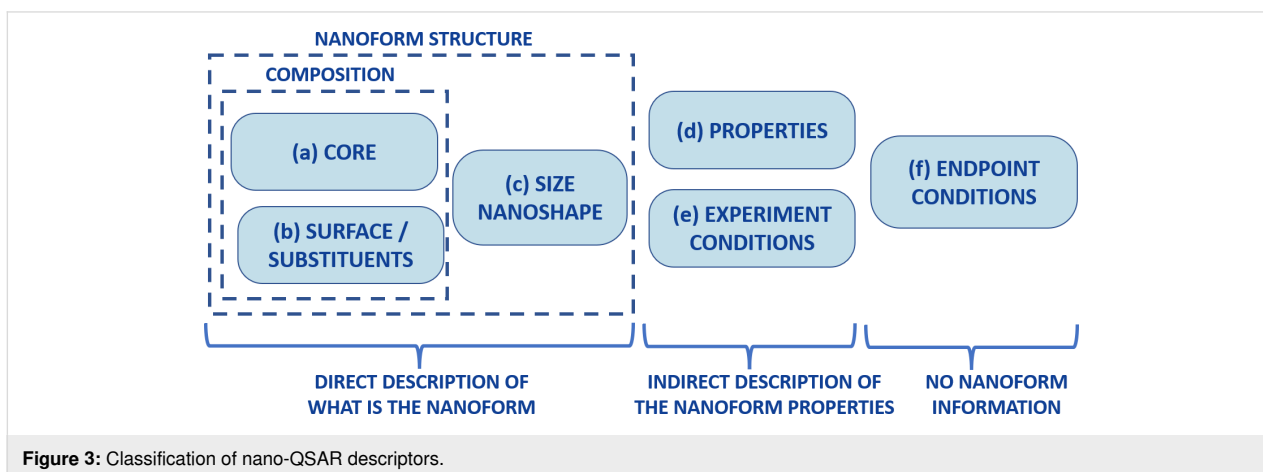 NANOFORM STRUCTURE
COMPOSITION
(a) CORE
(b) SURFACE /
SUBSTITUENTS
(c) SIZE
NANOSHAPE
(d) PROPERTIES
(e) EXPERIMENT
CONDITIONS
(f) ENDPOINT
CONDITIONS
DIRECT DESCRIPTION OF
WHAT IS THE NANOFORM
INDIRECT DESCRIPTION OF
THE NANOFORM PROPERTIES
NO NANOFORM
INFORMATION
Figure 3: Classification of nano-QSAR descriptors.